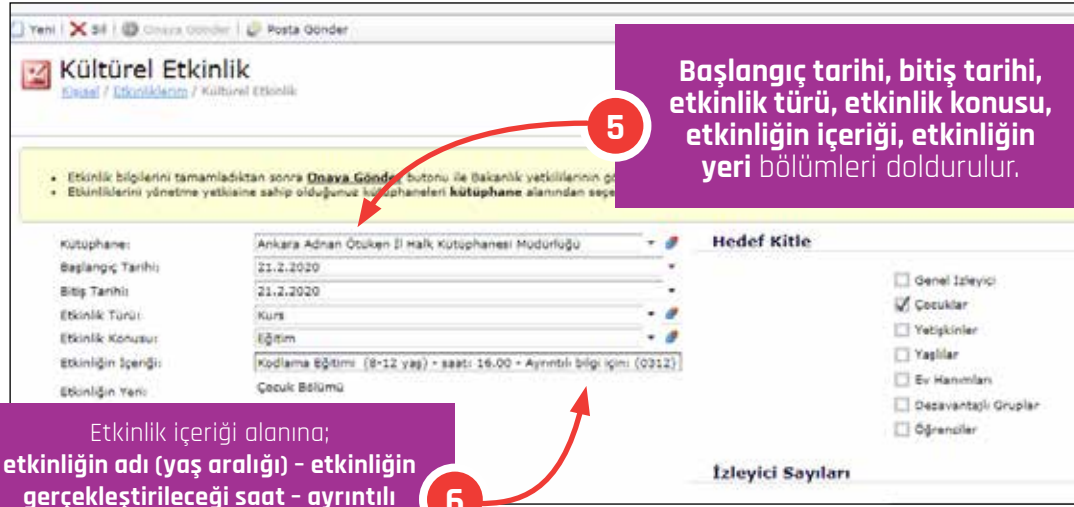 Yeni | Sil | Onaya Gönder | Posta Gönder
Kültürel Etkinlik
Kişisel / Etkinliklerim / Kültürel Etkinlik
5
Başlangıç tarihi, bitiş tarihi,
etkinlik türü, etkinlik konusu,
etkinliğin içeriği, etkinliğin
yeri bölümleri doldurulur.
Etkinlik bilgilerini tamamladıktan sonra Onaya Gönder butonu ile Bakanlık yetkililerinin
Etkinliklerini yönetme yetkisine sahip olduğunuz kütüphaneleri kütüphane alanından
Kütüphane: Ankara Adnan Ötüken İl Halk Kütüphanesi Müdürlüğü
Başlangıç Tarihi: 21.2.2020
Bitiş Tarihi: 21.2.2020
Etkinlik Türü: Kurs
Etkinlik Konusu: Eğitim
Etkinliğin İçeriği: Kodlama Eğitimi (8-12 yaş) - saat: 16.00 - Ayrıntılı bilgi için: (0312)
Etkinliğin Yeri: Çocuk Bölümü
Hedef Kitle
Genel İzleyici
Çocuklar
Yetişkinler
Yaşlılar
Ev Hanımları
Dezavantajlı Gruplar
Öğrenciler
İzleyici Sayıları
Etkinlik içeriği alanına;
etkinliğin adı (yaş aralığı) – etkinliğin
gerçekleştirileceği saat – ayrıntılı
6